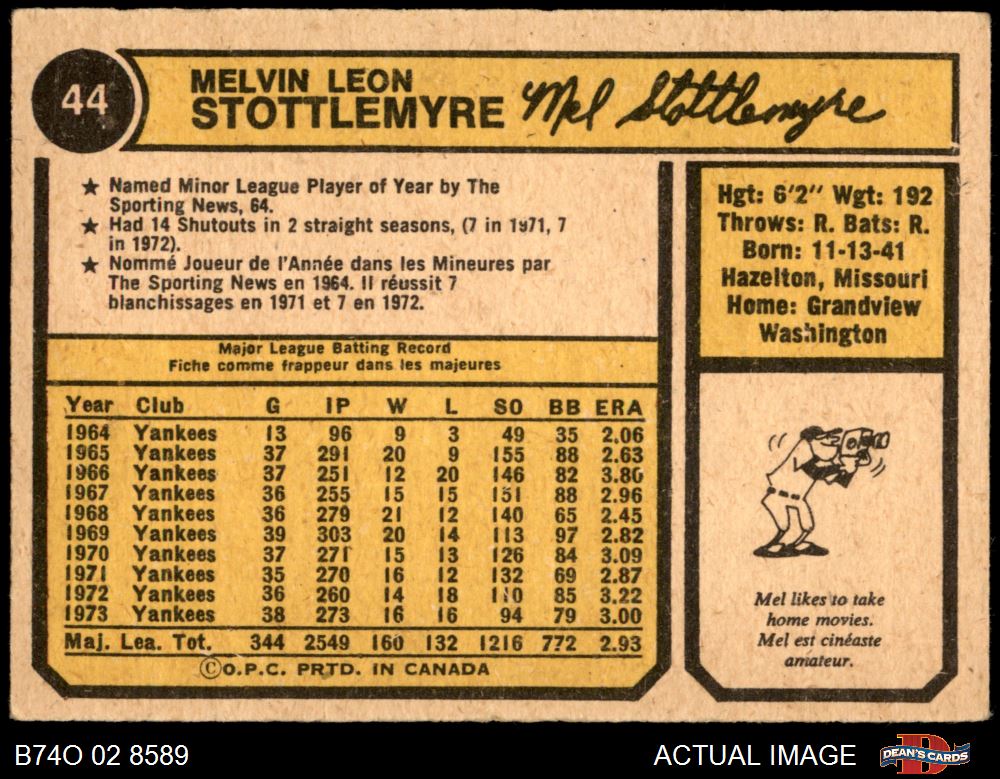 44
MELVIN LEON
STOTTLEMYRE
Mel Stottlemyre
★ Named Minor League Player of Year by The
Sporting News, 64.
★ Had 14 Shutouts in 2 straight seasons, (7 in 1971, 7
in 1972).
★ Nommé Joueur de l'Année dans les Mineures par
The Sporting News en 1964. Il réussit 7
blanchissages en 1971 et 7 en 1972.
Hgt: 6'2" Wgt: 192
Throws: R. Bats: R.
Born: 11-13-41
Hazelton, Missouri
Home: Grandview
Washington
Major League Batting Record
Fiche comme frappeur dans les majeures
Year Club G IP W L SO BB ERA
1964 Yankees 13 96 9 3 49 35 2.06
1965 Yankees 37 291 20 9 155 88 2.63
1966 Yankees 37 251 12 20 146 82 3.80
1967 Yankees 36 255 15 15 151 88 2.96
1968 Yankees 36 279 21 12 140 65 2.45
1969 Yankees 39 303 20 14 113 97 2.82
1970 Yankees 37 271 15 13 126 84 3.09
1971 Yankees 35 270 16 12 132 69 2.87
1972 Yankees 36 260 14 18 110 85 3.22
1973 Yankees 38 273 16 16 94 79 3.00
Maj. Lea. Tot. 344 2549 160 132 1216 772 2.93
©O.P.C. PRTD. IN CANADA
Mel likes to take
home movies.
Mel est cinéaste
amateur.
B74O 02 8589
ACTUAL IMAGE
DEAN'S CARDS